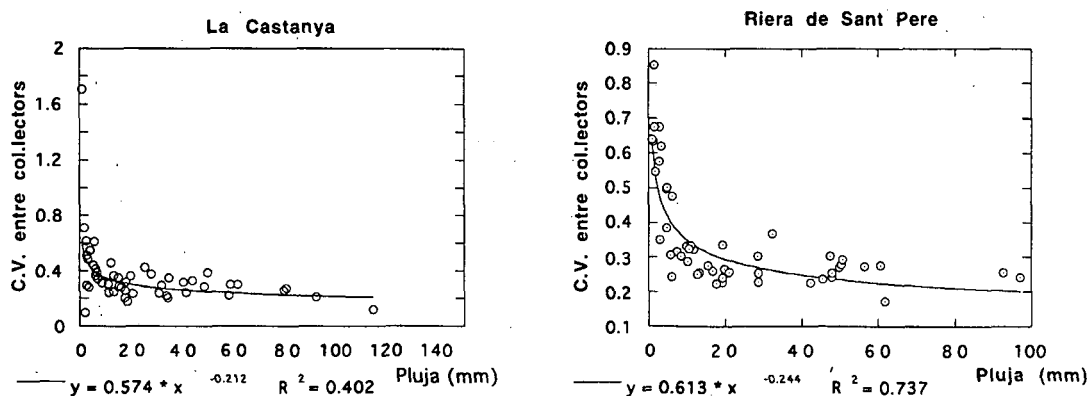 La Castanya
C.V. entre col.lectors
2
1.6
1.2
0.8
0.4
0
0 20 40 60 80 100 120 140
Pluja (mm)
y = 0.574 * x -0.212 R 2 = 0.402
Riera de Sant Pere
C.V. entre col.lectors
0.9
0.8
0.7
0.6
0.5
0.4
0.3
0.2
0.1
0 20 40 60 80 100
Pluja (mm)
y = 0.613 * x -0.244 R 2 = 0.737